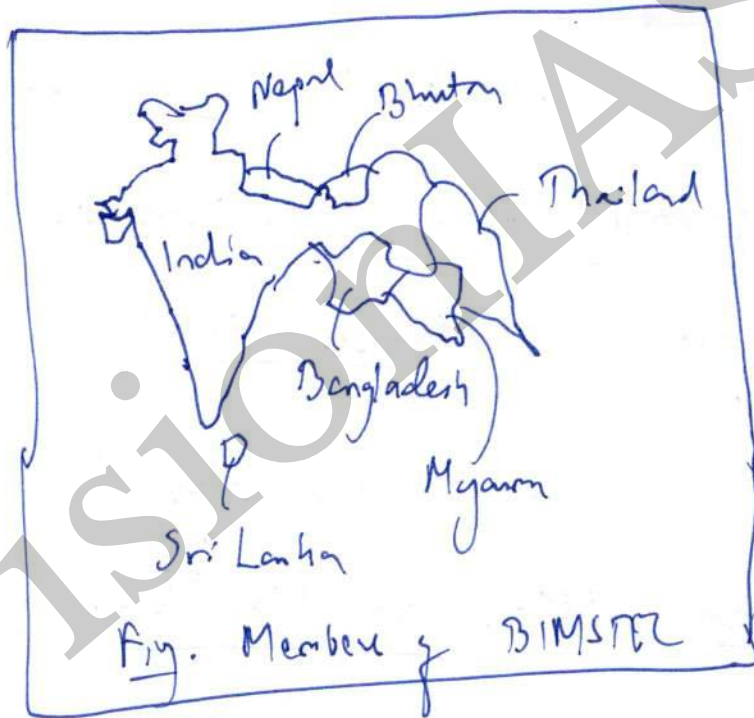 Nepal
Bhutan
Thailand
India
Bangladesh
Myanm
Sri Lanka
Fig. Members of BIMSTEC